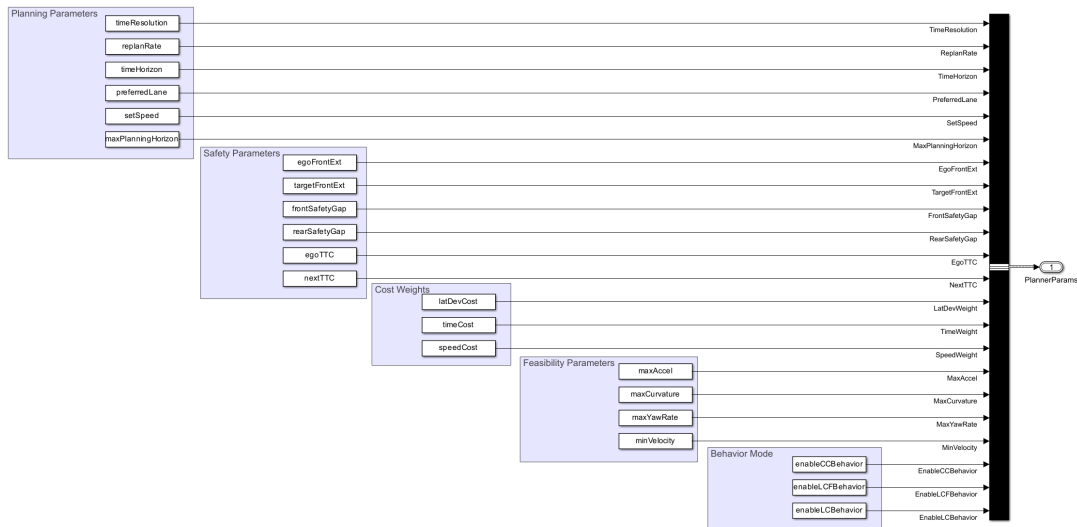 Planning Parameters
timeResolution
TimeResolution
replanRate
ReplanRate
timeHorizon
TimeHorizon
preferredLane
PreferredLane
setSpeed
SetSpeed
maxPlanningHorizon
MaxPlanningHorizon
Safety Parameters
egoFrontExt
EgoFrontExt
targetFrontExt
TargetFrontExt
frontSafetyGap
FrontSafetyGap
rearSafetyGap
RearSafetyGap
egoTTC
EgoTTC
1
PlannerParams
nextTTC
NextTTC
Cost Weights
latDevCost
LatDevWeight
timeCost
TimeWeight
speedCost
SpeedWeight
Feasibility Parameters
maxAccel
MaxAccel
maxCurvature
MaxCurvature
maxYawRate
MaxYawRate
minVelocity
MinVelocity
Behavior Mode
enableCCBehavior
EnableCCBehavior
enableLCFBehavior
EnableLCFBehavior
enableLCBehavior
EnableLCBehavior